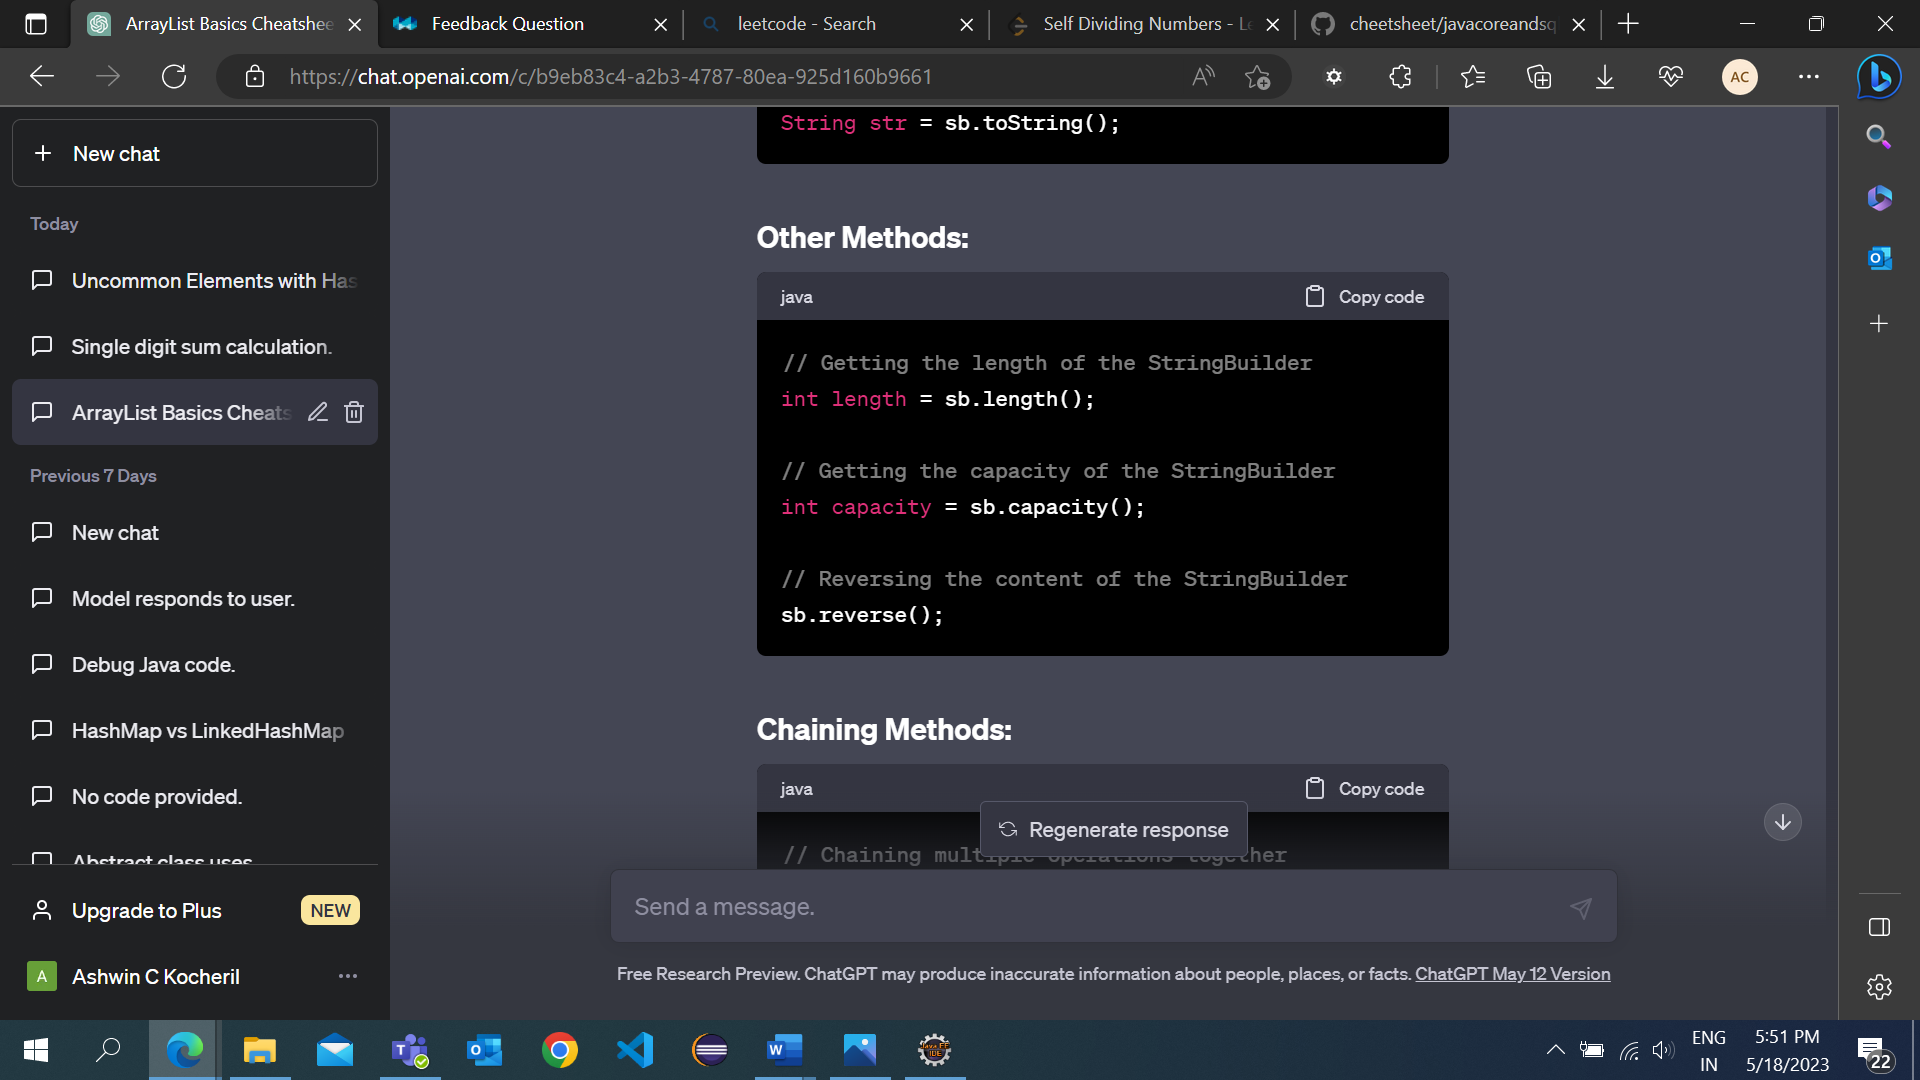 ArrayList Basics Cheatshee
Feedback Question
leetcode - Search
Self Dividing Numbers - Le
cheetsheet/javacoreandsq
https://chat.openai.com/c/b9eb83c4-a2b3-4787-80ea-925d160b9661
AC
New chat
Today
Uncommon Elements with Has
Single digit sum calculation.
ArrayList Basics Cheats
Previous 7 Days
New chat
Model responds to user.
Debug Java code.
HashMap vs LinkedHashMap
No code provided.
Abstract class uses
Upgrade to Plus NEW
A Ashwin C Kocheril
String str = sb.toString();
Other Methods:
java Copy code
// Getting the length of the StringBuilder
int length = sb.length();
// Getting the capacity of the StringBuilder
int capacity = sb.capacity();
// Reversing the content of the StringBuilder
sb.reverse();
Chaining Methods:
java Copy code
Regenerate response
// Chaining multiple operations together
Send a message.
Free Research Preview. ChatGPT may produce inaccurate information about people, places, or facts. ChatGPT May 12 Version
ENG
IN
5:51 PM
5/18/2023
22